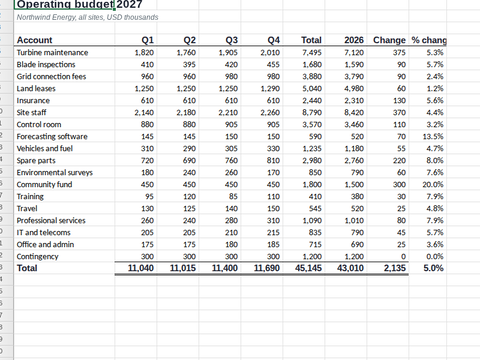 Operating budget 2027
Northwind Energy, all sites, USD thousands
Account Q1 Q2 Q3 Q4 Total 2026 Change % chang
Turbine maintenance 1,820 1,760 1,905 2,010 7,495 7,120 375 5.3%
Blade inspections 410 395 420 455 1,680 1,590 90 5.7%
Grid connection fees 960 960 980 980 3,880 3,790 90 2.4%
Land leases 1,250 1,250 1,250 1,290 5,040 4,980 60 1.2%
Insurance 610 610 610 610 2,440 2,310 130 5.6%
Site staff 2,140 2,180 2,210 2,260 8,790 8,420 370 4.4%
Control room 880 880 905 905 3,570 3,460 110 3.2%
Forecasting software 145 145 150 150 590 520 70 13.5%
Vehicles and fuel 310 290 305 330 1,235 1,180 55 4.7%
Spare parts 720 690 760 810 2,980 2,760 220 8.0%
Environmental surveys 180 240 260 170 850 790 60 7.6%
Community fund 450 450 450 450 1,800 1,500 300 20.0%
Training 95 120 85 110 410 380 30 7.9%
Travel 130 125 140 150 545 520 25 4.8%
Professional services 260 240 280 310 1,090 1,010 80 7.9%
IT and telecoms 205 205 210 215 835 790 45 5.7%
Office and admin 175 175 180 185 715 690 25 3.6%
Contingency 300 300 300 300 1,200 1,200 0 0.0%
Total 11,040 11,015 11,400 11,690 45,145 43,010 2,135 5.0%